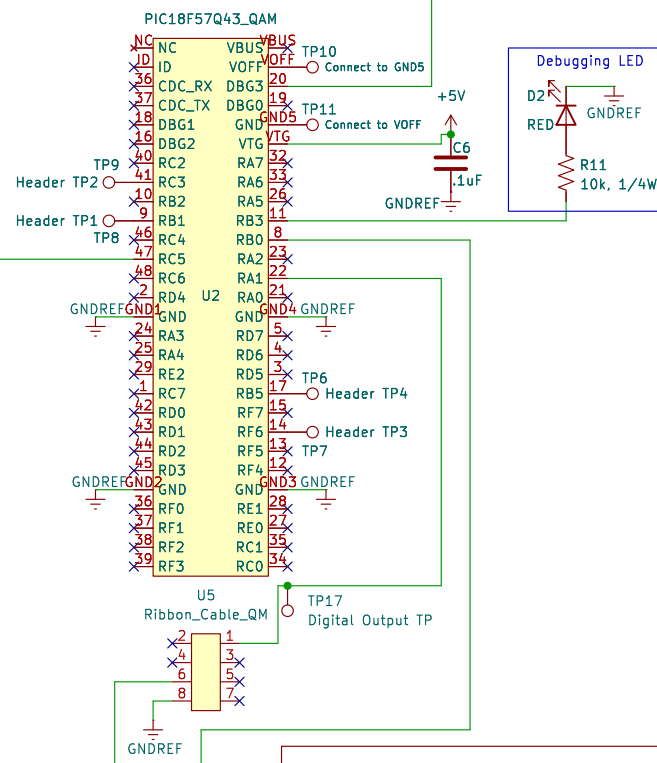 PIC18F57Q43_QAM
NC NC VBUS VBUS
ID ID VOFF VOFF TP10 Connect to GND5
36 CDC_RX DBG3 20
37 CDC_TX DBG0 19
18 DBG1 GND GND5 TP11 Connect to VOFF
16 DBG2 VTG VTG
40 RC2 RA7 32
TP9
Header TP2 41 RC3 RA6 33
10 RB2 RA5 26
Header TP1 9 RB1 RB3 11
TP8
46 RC4 RB0 8
47 RC5 RA2 23
48 RC6 RA1 22
2 RD4 RA0 21
U2
GNDREF GND1 GND GND GND4 GNDREF
24 RA3 RD7 5
25 RA4 RD6 4
29 RE2 RD5 3
1 RC7 RB5 17 TP6 Header TP4
42 RD0 RF7 15
43 RD1 RF6 14 Header TP3
44 RD2 RF5 13 TP7
45 RD3 RF4 12
GNDREF GND2 GND GND GND3 GNDREF
36 RF0 RE1 28
37 RF1 RE0 27
38 RF2 RC1 35
39 RF3 RC0 34
+5V
C6
.1uF
GNDREF
Debugging LED
D2
RED
GNDREF
R11
10k, 1/4W
TP17
Digital Output TP
U5
Ribbon_Cable_QM
2 1
4 3
6 5
8 7
GNDREF